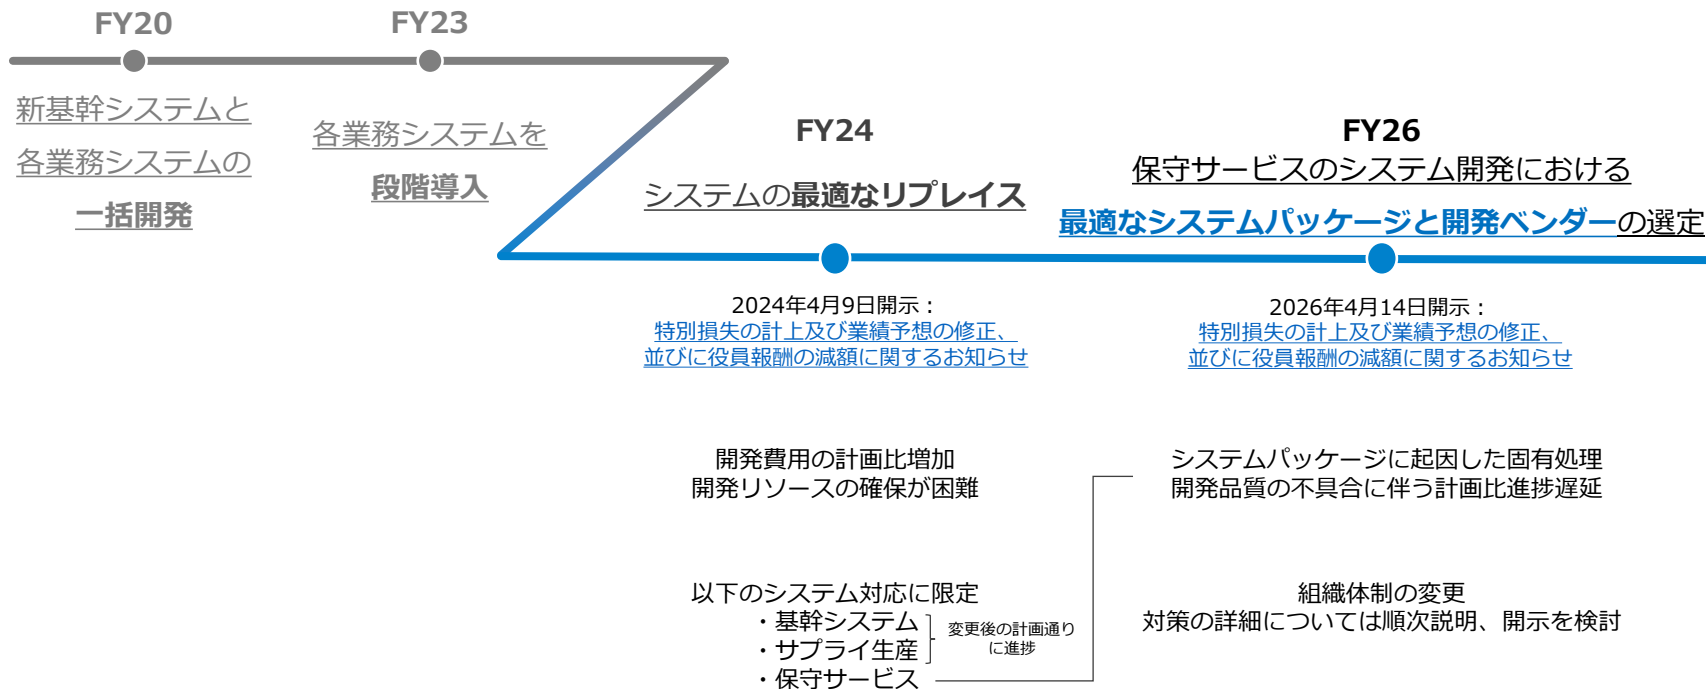 FY20
新基幹システムと
各業務システムの
一括開発
FY23
各業務システムを
段階導入
FY24
システムの最適なリプレイス
2024年4月9日開示：
特別損失の計上及び業績予想の修正、
並びに役員報酬の減額に関するお知らせ
開発費用の計画比増加
開発リソースの確保が困難
以下のシステム対応に限定
・基幹システム
・サプライ生産
・保守サービス
変更後の計画通り
に進捗
FY26
保守サービスのシステム開発における
最適なシステムパッケージと開発ベンダーの選定
2026年4月14日開示：
特別損失の計上及び業績予想の修正、
並びに役員報酬の減額に関するお知らせ
システムパッケージに起因した固有処理
開発品質の不具合に伴う計画比進捗遅延
組織体制の変更
対策の詳細については順次説明、開示を検討